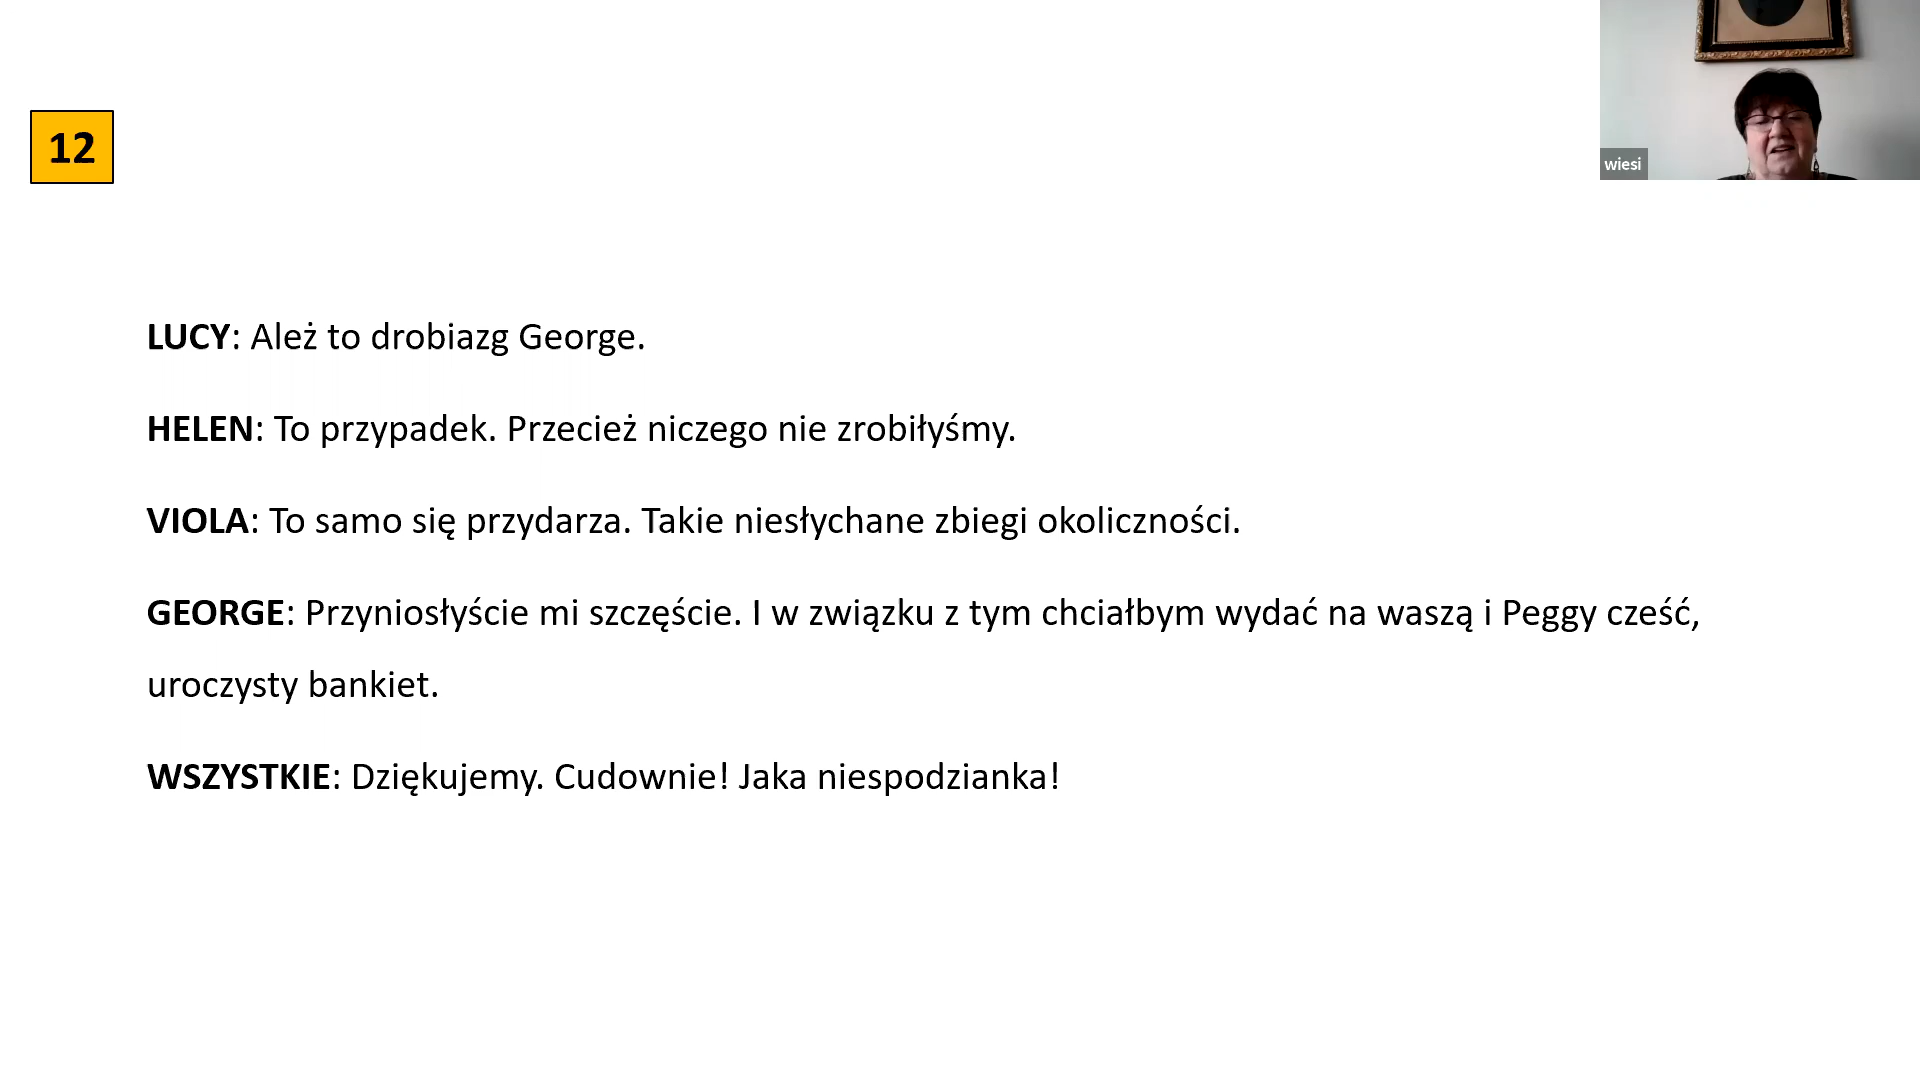 12
wiesi
LUCY: Ależ to drobiazg George.
HELEN: To przypadek. Przecież niczego nie zrobiłyśmy.
VIOLA: To samo się przydarza. Takie niesłychane zbiegi okoliczności.
GEORGE: Przyniosłyście mi szczęście. I w związku z tym chciałbym wydać na waszą i Peggy cześć,
uroczysty bankiet.
WSZYSTKIE: Dziękujemy. Cudownie! Jaka niespodzianka!